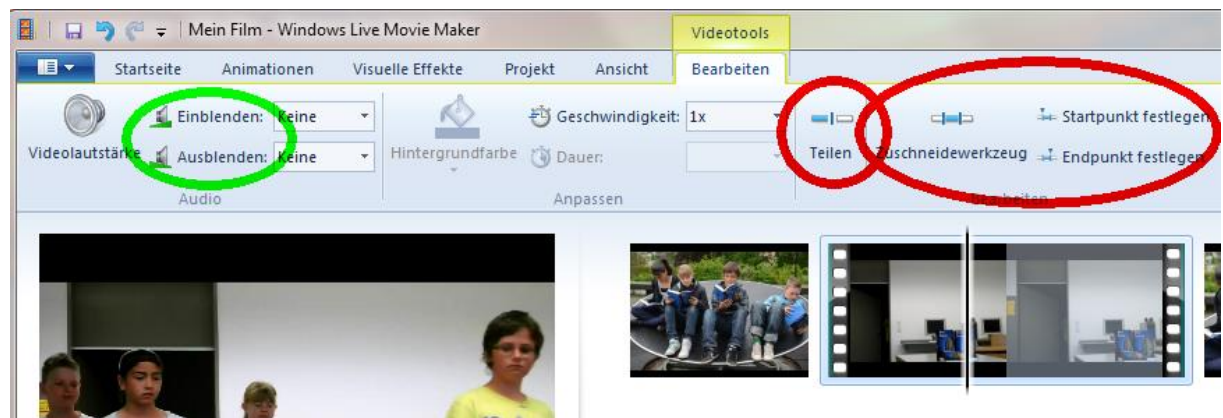 Mein Film - Windows Live Movie Maker
Videotools
Startseite Animationen Visuelle Effekte Projekt Ansicht Bearbeiten
Einblenden: Keine Geschwindigkeit: 1x Startpunkt festlegen
Videolautstärke Ausblenden: Keine Hintergrundfarbe Dauer: Teilen Zuschneidewerkzeug Endpunkt festlegen
Audio Anpassen Bearbeiten